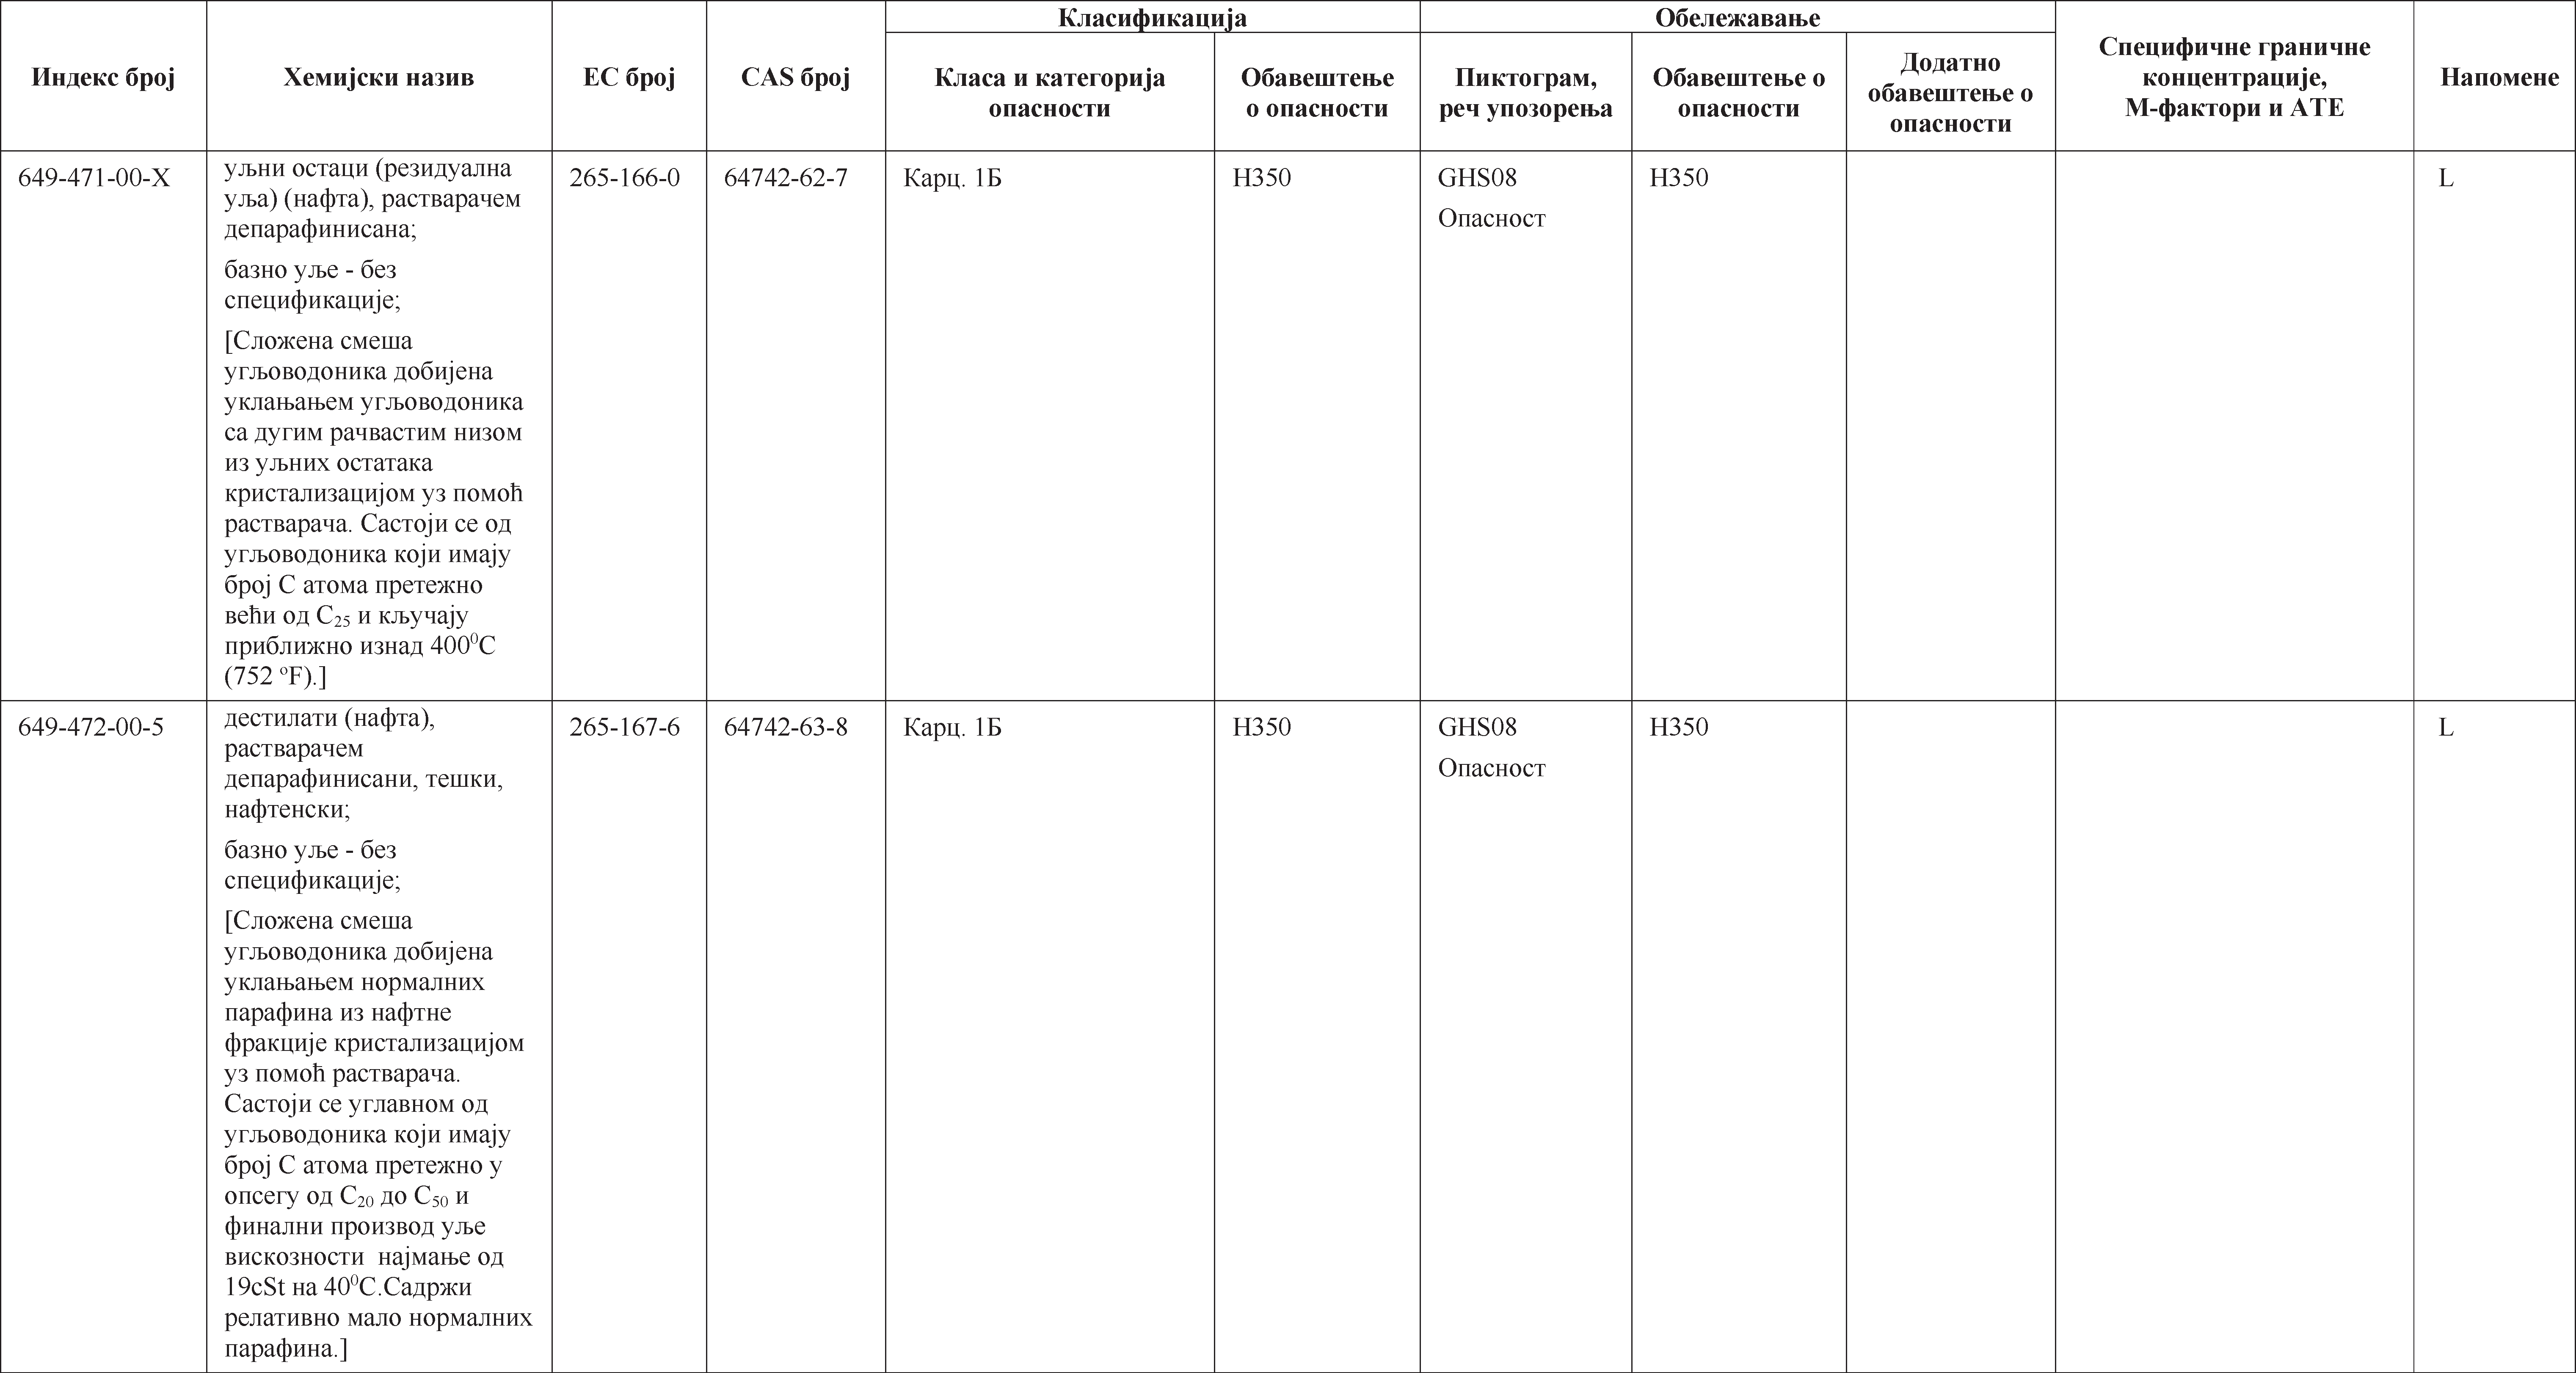 Индекс број
Хемијски назив
ЕС број
CAS број
Класификација
Обележавање
Класа и категорија
опасности
Обавештење
о опасности
Пиктограм,
реч упозорења
Обавештење о
опасности
Додатно
обавештење о
опасности
Специфичне граничне
концентрације,
М-фактори и АТЕ
Напомене
649-471-00-X
уљни остаци (резидуална
уља) (нафта), растварачем
депарафинисана;
базно уље - без
спецификације;
[Сложена смеша
угљоводоника добијена
уклањањем угљоводоника
са дугим рачвастим низом
из уљних остатака
кристализацијом уз помоћ
растварача. Састоји се од
угљоводоника који имају
број С атома претежно
већи од C₂₅ и кључају
приближно изнад 400⁰C
(752 ºF).]
265-166-0
64742-62-7
Карц. 1Б
H350
GHS08
Опасност
H350
L
649-472-00-5
дестилати (нафта),
растварачем
депарафинисани, тешки,
нафтенски;
базно уље - без
спецификације;
[Сложена смеша
угљоводоника добијена
уклањањем нормалних
парафина из нафтне
фракције кристализацијом
уз помоћ растварача.
Састоји се углавном од
угљоводоника који имају
број С атома претежно у
опсегу од C₂₀ до C₅₀ и
финални производ уље
вискозности  најмање од
19cSt на 40⁰C.Садржи
релативно мало нормалних
парафина.]
265-167-6
64742-63-8
Карц. 1Б
H350
GHS08
Опасност
H350
L